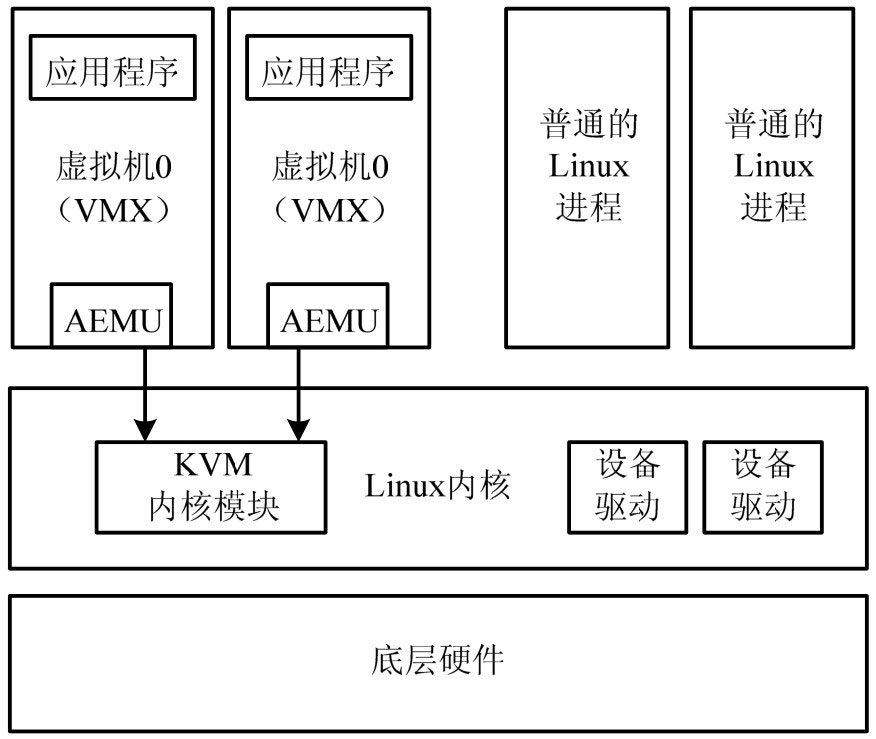 应用程序
虚拟机0
（VMX）
AEMU
应用程序
虚拟机0
（VMX）
AEMU
普通的
Linux
进程
普通的
Linux
进程
KVM
内核模块
Linux内核
设备
驱动
设备
驱动
底层硬件